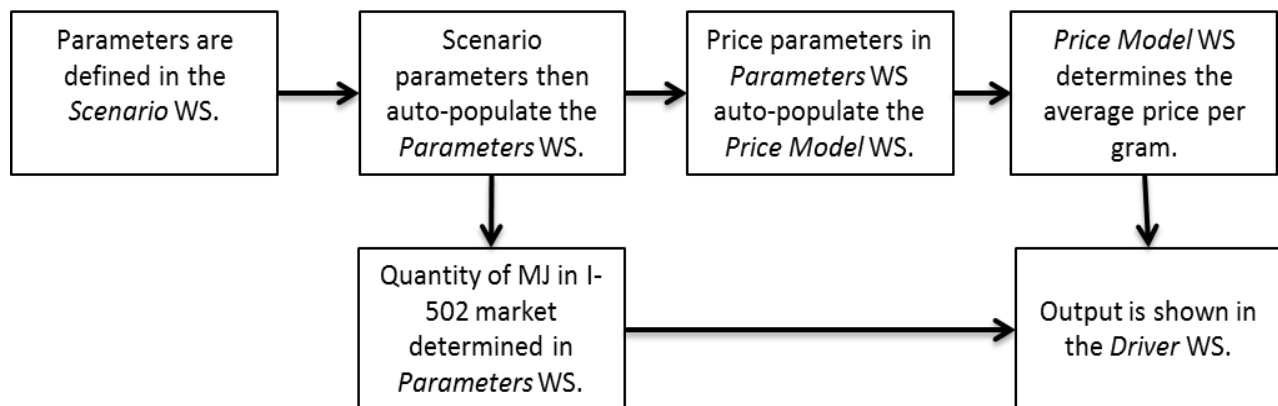 Parameters are
defined in the
Scenario WS.
Scenario
parameters then
auto-populate the
Parameters WS.
Price parameters in
Parameters WS
auto-populate the
Price Model WS.
Price Model WS
determines the
average price per
gram.
Quantity of MJ in I-
502 market
determined in
Parameters WS.
Output is shown in
the Driver WS.